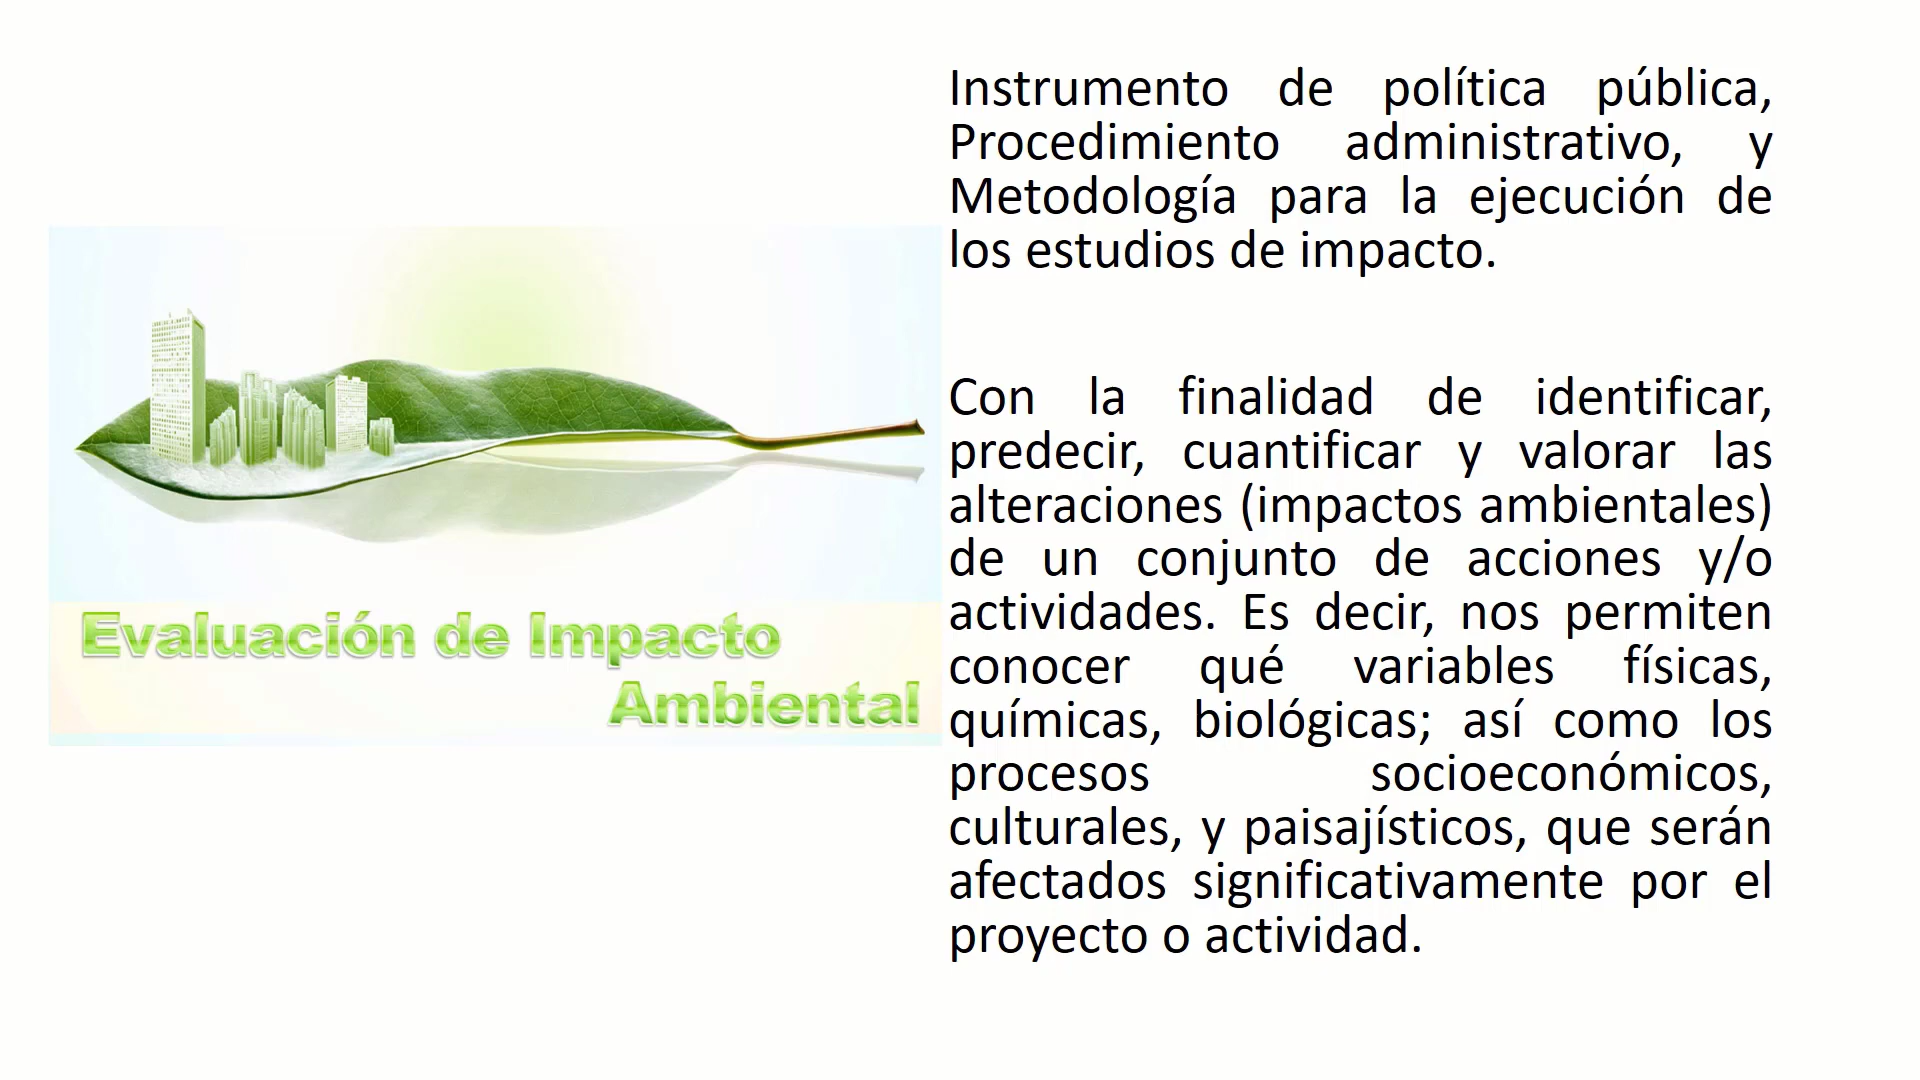 Evaluación de Impacto
Ambiental
Instrumento de política pública,
Procedimiento administrativo, y
Metodología para la ejecución de
los estudios de impacto.
Con la finalidad de identificar,
predecir, cuantificar y valorar las
alteraciones (impactos ambientales)
de un conjunto de acciones y/o
actividades. Es decir, nos permiten
conocer qué variables físicas,
químicas, biológicas; así como los
procesos socioeconómicos,
culturales, y paisajísticos, que serán
afectados significativamente por el
proyecto o actividad.